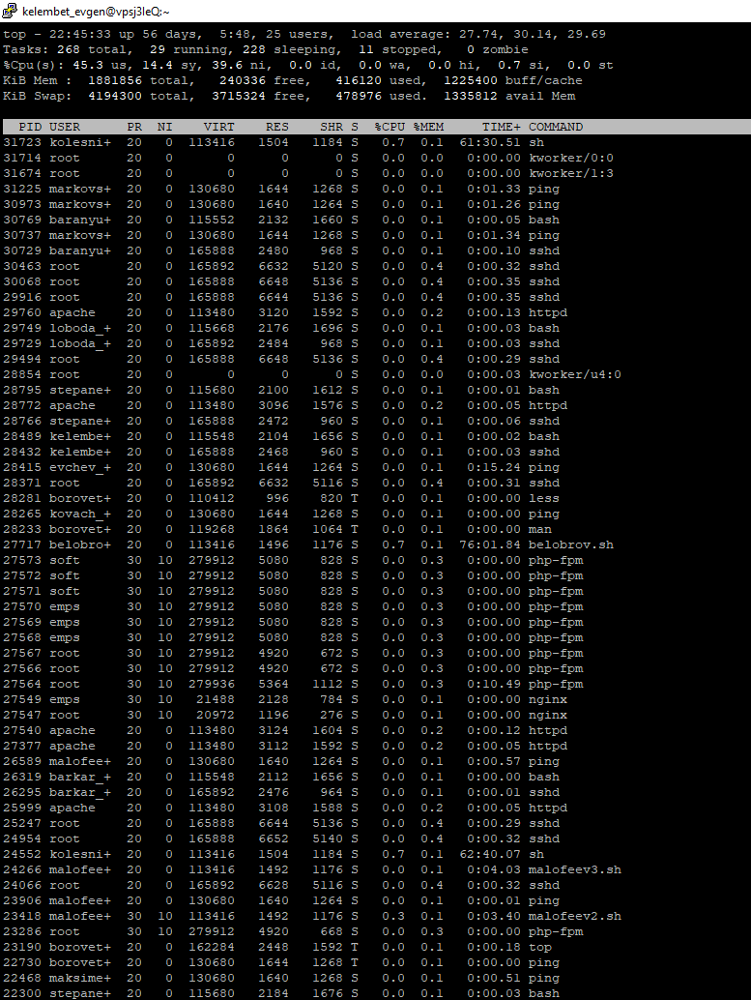 kelembet_evgen@vpsj3leQ:~
top - 22:45:33 up 56 days,  5:48, 25 users,  load average: 27.74, 30.14, 29.69
Tasks: 268 total,  29 running, 228 sleeping,  11 stopped,   0 zombie
%Cpu(s): 45.3 us, 14.4 sy, 39.6 ni,  0.0 id,  0.0 wa,  0.0 hi,  0.7 si,  0.0 st
KiB Mem :  1881856 total,   240336 free,   416120 used,  1225400 buff/cache
KiB Swap:  4194300 total,  3715324 free,   478976 used.  1335812 avail Mem
PID USER      PR  NI    VIRT    RES    SHR S  %CPU %MEM     TIME+ COMMAND
31723 kolesni+  20   0  113416   1504   1184 S   0.7  0.1  61:30.51 sh
31714 root      20   0       0      0      0 S   0.0  0.0   0:00.00 kworker/0:0
31674 root      20   0       0      0      0 S   0.0  0.0   0:00.00 kworker/1:3
31225 markovs+  20   0  130680   1644   1268 S   0.0  0.1   0:01.33 ping
30973 markovs+  20   0  130680   1640   1264 S   0.0  0.1   0:01.26 ping
30769 baranyu+  20   0  115552   2132   1660 S   0.0  0.1   0:00.05 bash
30737 markovs+  20   0  130680   1644   1268 S   0.0  0.1   0:01.34 ping
30729 baranyu+  20   0  165888   2480    968 S   0.0  0.1   0:00.10 sshd
30463 root      20   0  165892   6632   5120 S   0.0  0.4   0:00.32 sshd
30068 root      20   0  165888   6648   5136 S   0.0  0.4   0:00.35 sshd
29916 root      20   0  165888   6644   5136 S   0.0  0.4   0:00.35 sshd
29760 apache    20   0  113480   3120   1592 S   0.0  0.2   0:00.13 httpd
29749 loboda_+  20   0  115668   2176   1696 S   0.0  0.1   0:00.03 bash
29729 loboda_+  20   0  165892   2484    968 S   0.0  0.1   0:00.03 sshd
29494 root      20   0  165888   6648   5136 S   0.0  0.4   0:00.29 sshd
28854 root      20   0       0      0      0 S   0.0  0.0   0:00.03 kworker/u4:0
28795 stepane+  20   0  115680   2100   1612 S   0.0  0.1   0:00.01 bash
28772 apache    20   0  113480   3096   1576 S   0.0  0.2   0:00.05 httpd
28766 stepane+  20   0  165888   2472    960 S   0.0  0.1   0:00.06 sshd
28489 kelembe+  20   0  115548   2104   1656 S   0.0  0.1   0:00.02 bash
28432 kelembe+  20   0  165888   2468    960 S   0.0  0.1   0:00.03 sshd
28415 evchev_+  20   0  130680   1644   1264 S   0.0  0.1   0:15.24 ping
28371 root      20   0  165892   6632   5116 S   0.0  0.4   0:00.31 sshd
28281 borovet+  20   0  110412    996    820 T   0.0  0.1   0:00.00 less
28265 kovach_+  20   0  130680   1644   1268 S   0.0  0.1   0:00.00 ping
28233 borovet+  20   0  119268   1864   1064 T   0.0  0.1   0:00.00 man
27717 belobro+  20   0  113416   1496   1176 S   0.7  0.1  76:01.84 belobrov.sh
27573 soft      30  10  279912   5080    828 S   0.0  0.3   0:00.00 php-fpm
27572 soft      30  10  279912   5080    828 S   0.0  0.3   0:00.00 php-fpm
27571 soft      30  10  279912   5080    828 S   0.0  0.3   0:00.00 php-fpm
27570 emps      30  10  279912   5080    828 S   0.0  0.3   0:00.00 php-fpm
27569 emps      30  10  279912   5080    828 S   0.0  0.3   0:00.00 php-fpm
27568 emps      30  10  279912   5080    828 S   0.0  0.3   0:00.00 php-fpm
27567 root      30  10  279912   4920    672 S   0.0  0.3   0:00.00 php-fpm
27566 root      30  10  279912   4920    672 S   0.0  0.3   0:00.00 php-fpm
27564 root      30  10  279936   5364   1112 S   0.0  0.3   0:10.49 php-fpm
27549 emps      30  10   21488   2128    784 S   0.0  0.1   0:00.00 nginx
27547 root      30  10   20972   1196    276 S   0.0  0.1   0:00.00 nginx
27540 apache    20   0  113480   3124   1604 S   0.0  0.2   0:00.12 httpd
27377 apache    20   0  113480   3112   1592 S   0.0  0.2   0:00.05 httpd
26589 malofee+  20   0  130680   1640   1264 S   0.0  0.1   0:00.57 ping
26319 barkar_+  20   0  115548   2112   1656 S   0.0  0.1   0:00.00 bash
26295 barkar_+  20   0  165892   2476    964 S   0.0  0.1   0:00.01 sshd
25999 apache    20   0  113480   3108   1588 S   0.0  0.2   0:00.05 httpd
25247 root      20   0  165888   6644   5136 S   0.0  0.4   0:00.29 sshd
24954 root      20   0  165888   6652   5140 S   0.0  0.4   0:00.32 sshd
24552 kolesni+  20   0  113416   1504   1184 S   0.7  0.1  62:40.07 sh
24266 malofee+  20   0  113416   1492   1176 S   0.0  0.1   0:04.03 malofeev3.sh
24066 root      20   0  165892   6628   5116 S   0.0  0.4   0:00.32 sshd
23906 malofee+  20   0  130680   1640   1264 S   0.0  0.1   0:00.01 ping
23418 malofee+  30  10  113416   1492   1176 S   0.3  0.1   0:03.40 malofeev2.sh
23286 root      30  10  279912   4920    668 S   0.0  0.3   0:00.00 php-fpm
23190 borovet+  20   0  162284   2448   1592 T   0.0  0.1   0:00.18 top
22730 borovet+  20   0  130680   1644   1268 T   0.0  0.1   0:00.00 ping
22468 maksime+  20   0  130680   1644   1268 S   0.0  0.1   0:00.51 ping
22300 stepane+  20   0  115680   2184   1676 S   0.0  0.1   0:00.03 bash